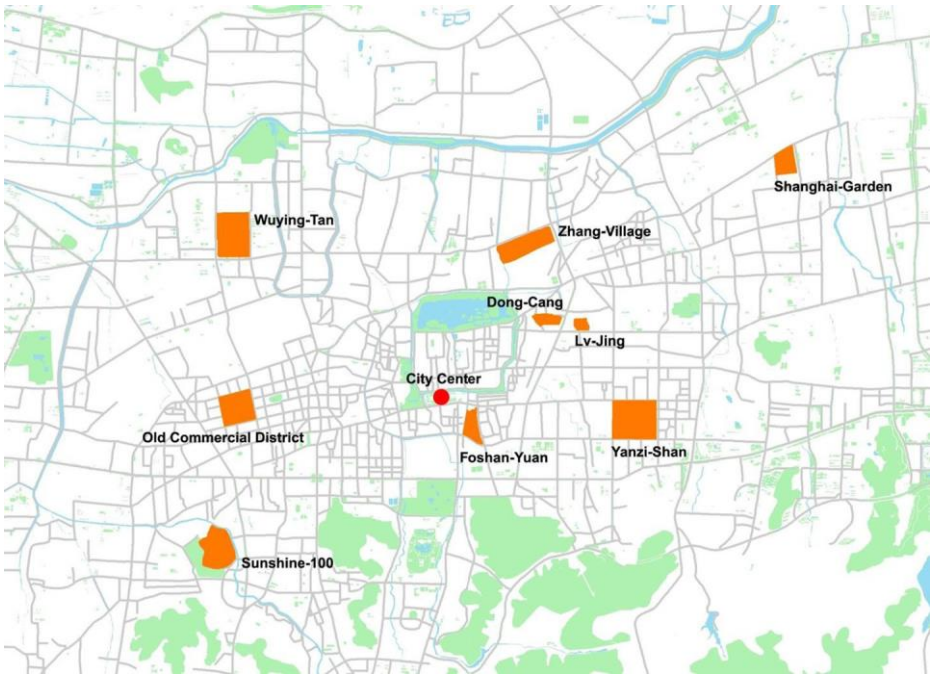 Shanghai-Garden
Wuying-Tan
Zhang-Village
Dong-Cang
Lv-Jing
City Center
Old Commercial District
Foshan-Yuan
Yanzi-Shan
Sunshine-100